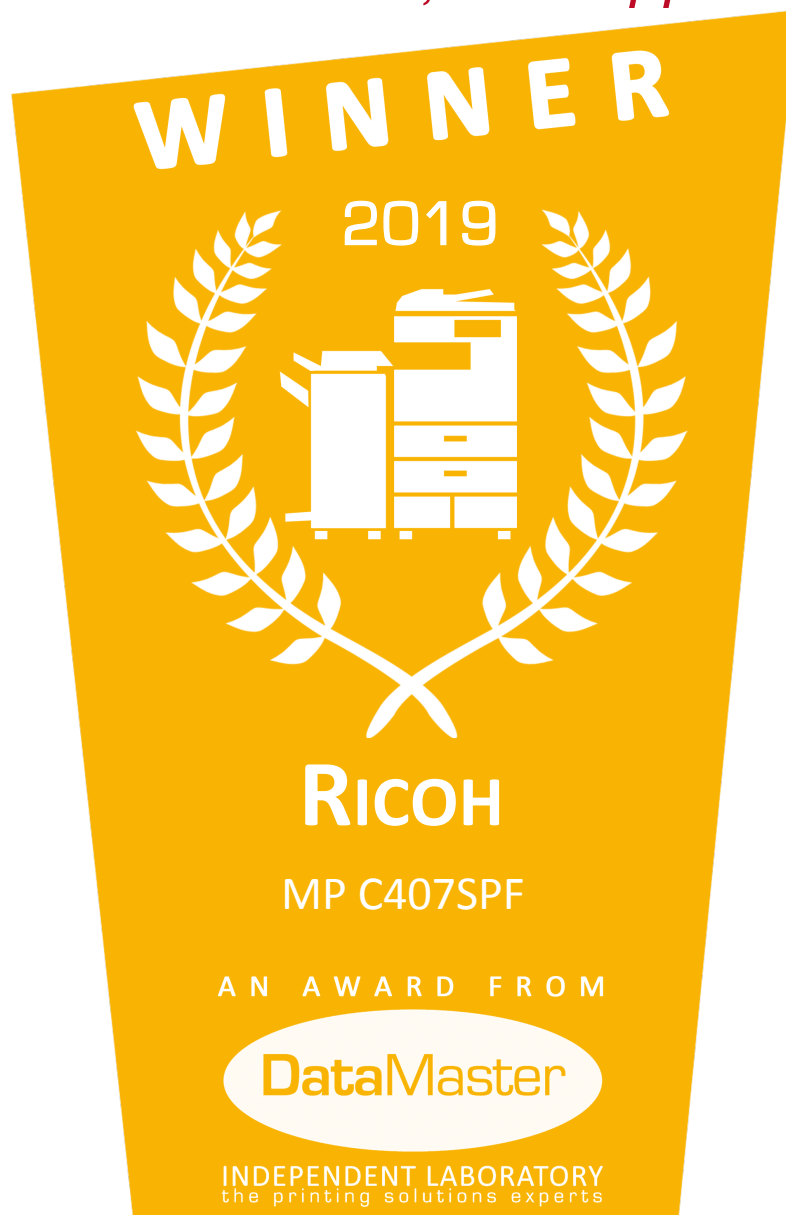 WINNER
2019
RICOH
MP C407SPF
AN AWARD FROM
DataMaster
INDEPENDENT LABORATORY
the printing solutions experts